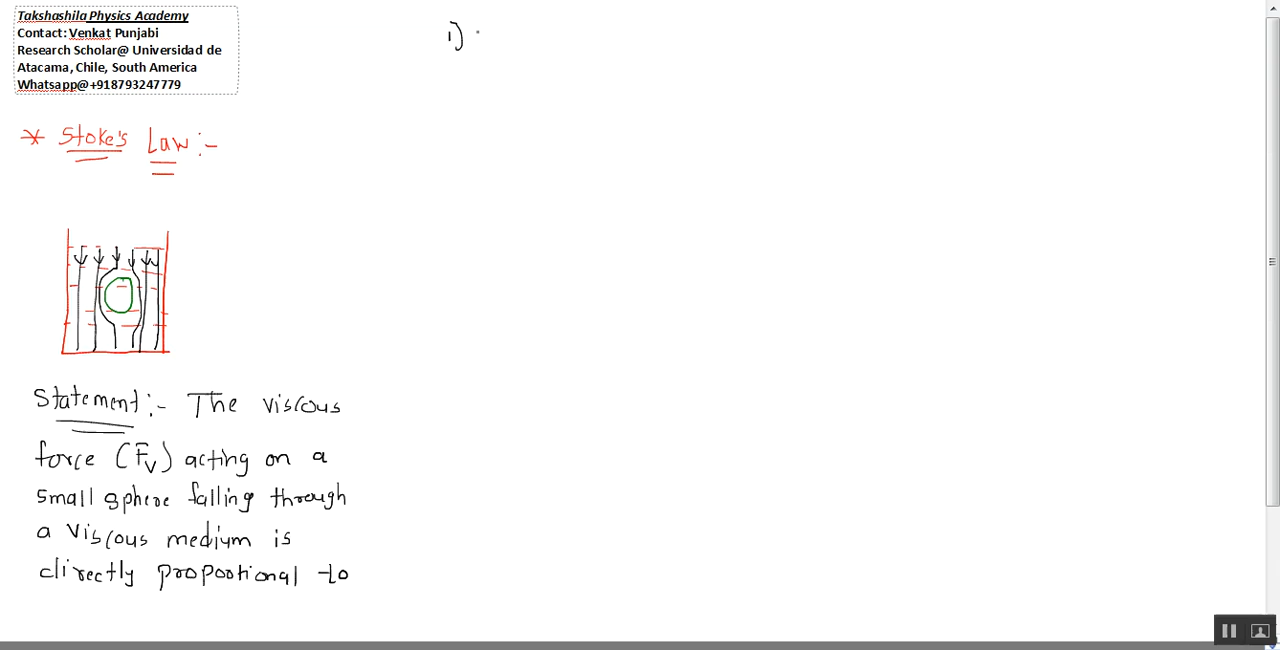 Takshashila Physics Academy
Contact: Venkat Punjabi
Research Scholar@ Universidad de
Atacama, Chile, South America
Whatsapp@+918793247779
* Stoke's Law :-
Statement :- The viscous
force (Fv) acting on a
small sphere falling through
a viscous medium is
directly proportional to
i)